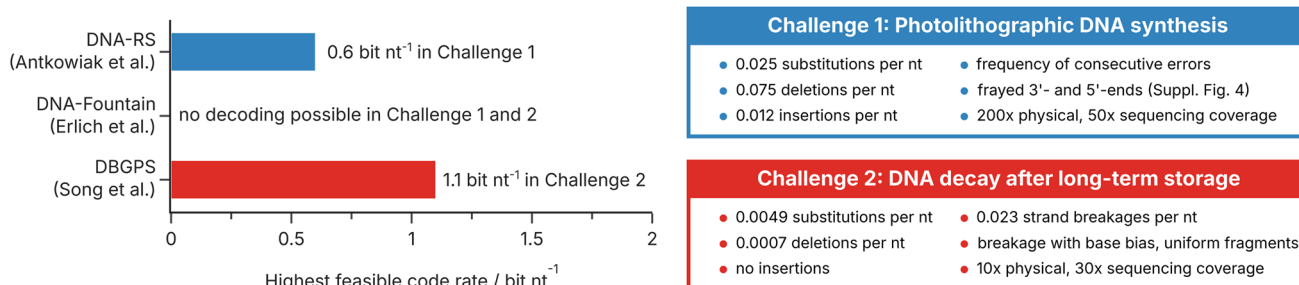 DNA-RS
(Antkowiak et al.)
0.6 bit nt⁻¹ in Challenge 1
DNA-Fountain
(Erlich et al.)
no decoding possible in Challenge 1 and 2
DBGPS
(Song et al.)
1.1 bit nt⁻¹ in Challenge 2
0 0.5 1 1.5 2
Highest feasible code rate / bit nt⁻¹
Challenge 1: Photolithographic DNA synthesis
• 0.025 substitutions per nt
• 0.075 deletions per nt
• 0.012 insertions per nt
• frequency of consecutive errors
• frayed 3'- and 5'-ends (Suppl. Fig. 4)
• 200x physical, 50x sequencing coverage
Challenge 2: DNA decay after long-term storage
• 0.0049 substitutions per nt
• 0.0007 deletions per nt
• no insertions
• 0.023 strand breakages per nt
• breakage with base bias, uniform fragments
• 10x physical, 30x sequencing coverage